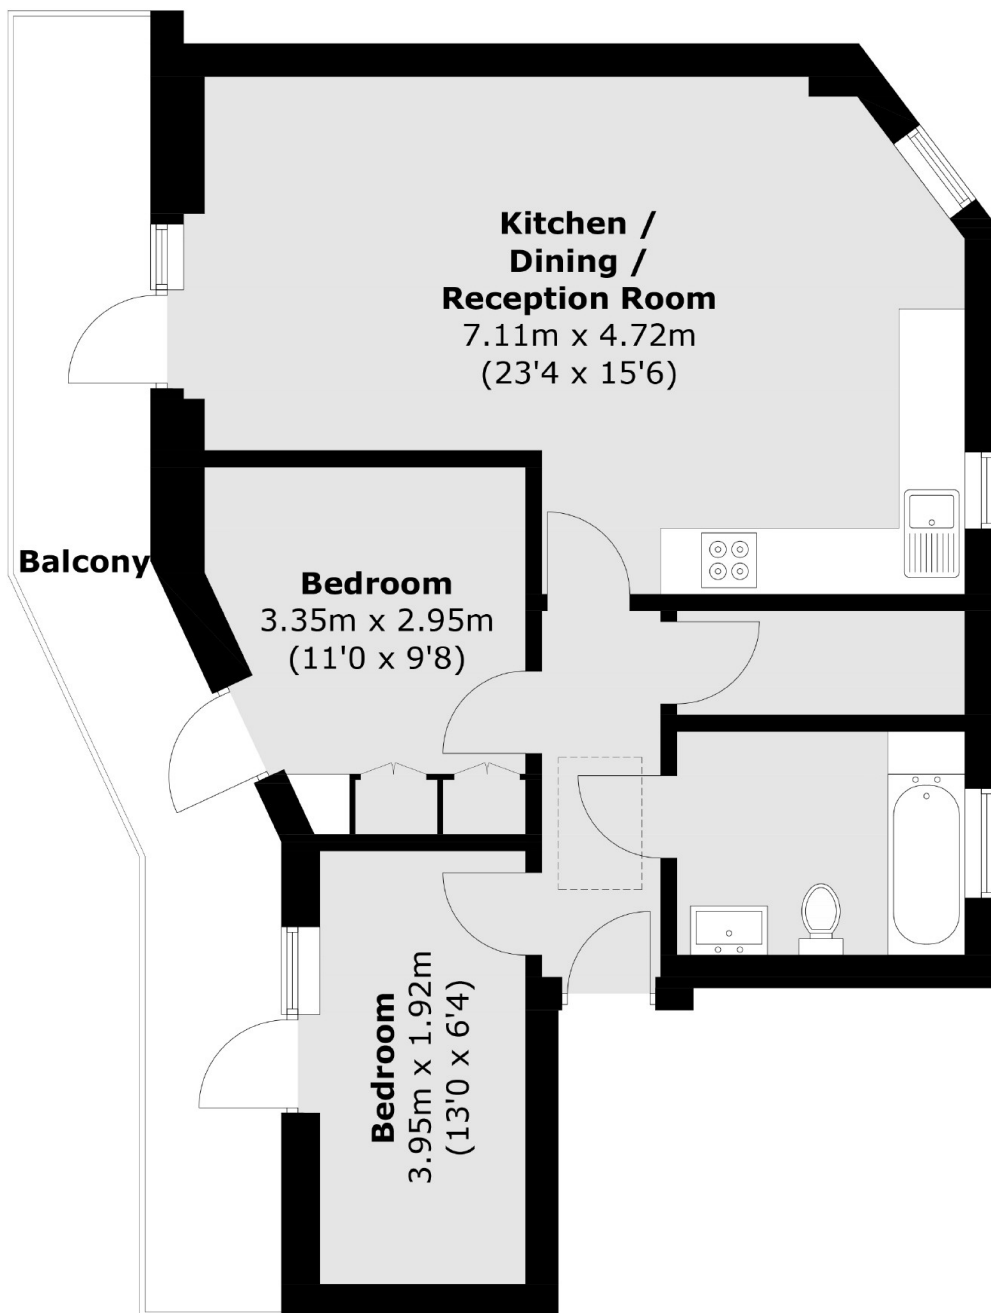 Kitchen /
Dining /
Reception Room
7.11m x 4.72m
(23'4 x 15'6)
Balcony
Bedroom
3.35m x 2.95m
(11'0 x 9'8)
Bedroom
3.95m x 1.92m
(13'0 x 6'4)